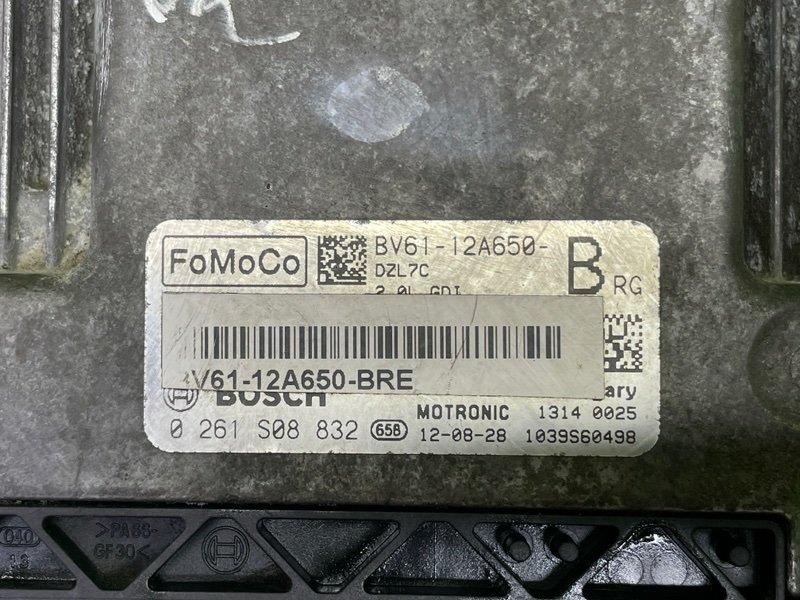 FoMoCo
BV61-12A650-
B RG
DZL7C
2.0L GDI
V61-12A650-BRE
BOSCH
ary
MOTRONIC 1314 0025
0 261 S08 832 658 12-08-28 1039S60498
>PA66-
GF30<